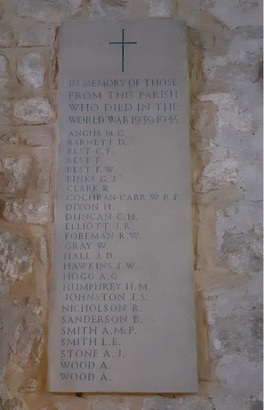 IN MEMORY OF THOSE
FROM THIS PARISH
WHO DIED IN THE
WORLD WAR 1939-1945
ANGUS M.G.
BARNETT D.
BEST G.F.
BEST F.
BEST F.W.
BINKS G.J.
CLARK R.
COCHRAN-CARR W.R.F.
DIXON H.
DUNCAN C.H.
ELLIOTT J.R.
FOREMAN R.W.
GRAY W.
HALL J.D.
HAWKINS F.W.
HOGG A.G.
HUMPHREY H.M.
JOHNSTON J.S.
NICHOLSON R.
SANDERSON B.
SMITH A.McP.
SMITH L.E.
STONE A.J.
WOOD A.
WOOD A.